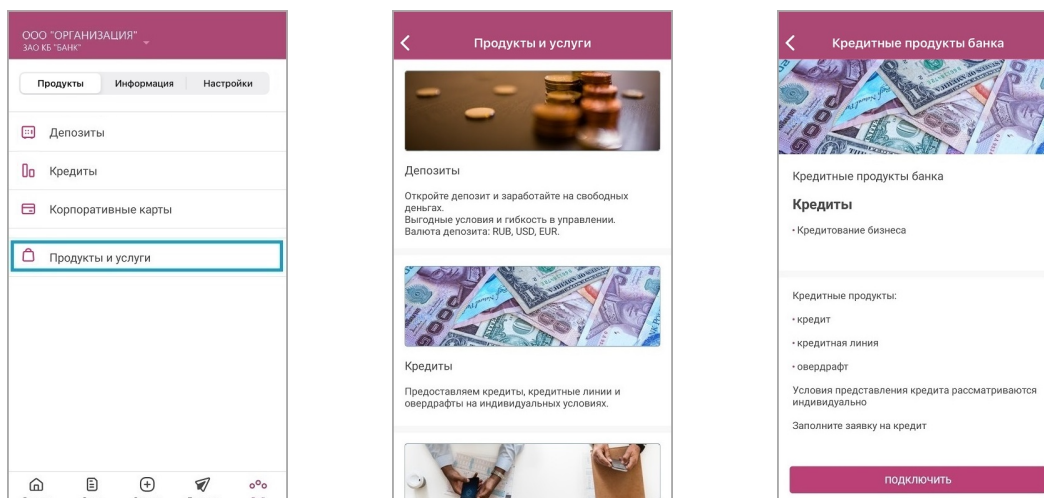 ООО "ОРГАНИЗАЦИЯ"
ЗАО КБ "БАНК"
Продукты Информация Настройки
Депозиты
Кредиты
Корпоративные карты
Продукты и услуги
Продукты и услуги
Депозиты
Откройте депозит и заработайте на свободных
деньгах.
Выгодные условия и гибкость в управлении.
Валюта депозита: RUB, USD, EUR.
Кредиты
Предоставляем кредиты, кредитные линии и
овердрафты на индивидуальных условиях.
Кредитные продукты банка
Кредитные продукты банка
Кредиты
• Кредитование бизнеса
Кредитные продукты:
• кредит
• кредитная линия
• овердрафт
Условия представления кредита рассматриваются
индивидуально
Заполните заявку на кредит
ПОДКЛЮЧИТЬ